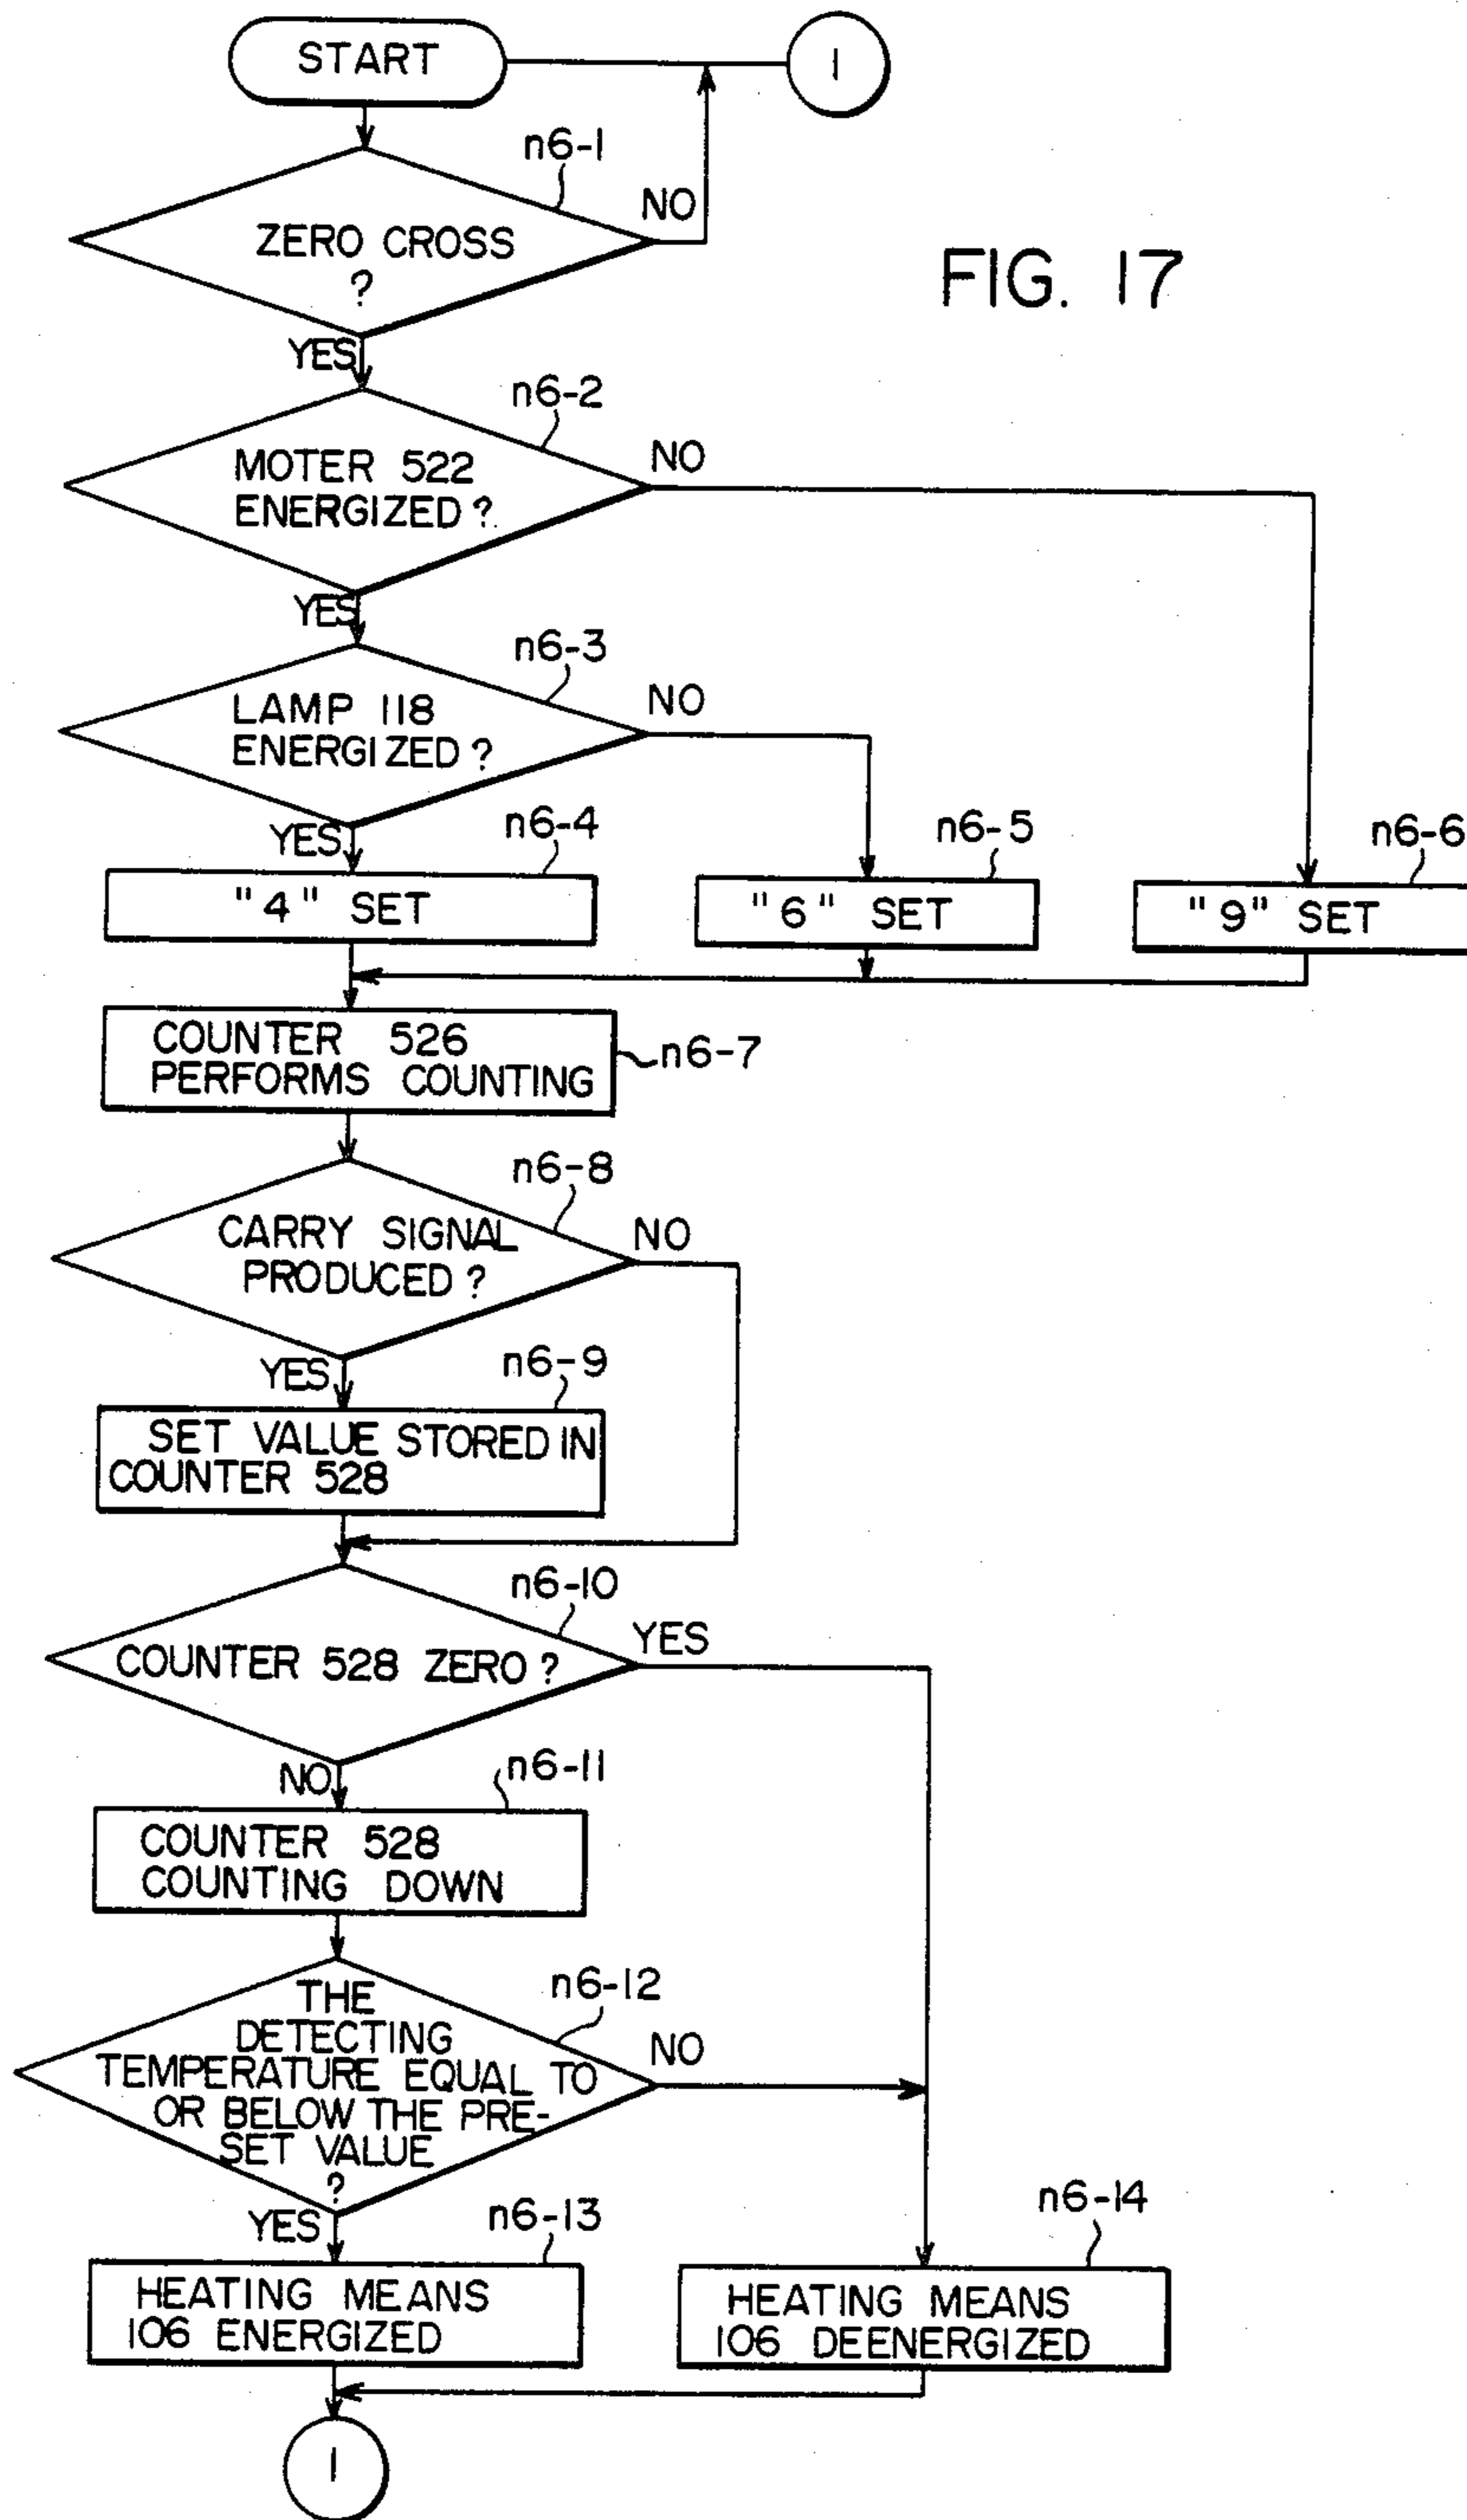 START
1
n6-1
NO
ZERO CROSS
?
FIG. 17
YES
n6-2
NO
MOTER 522
ENERGIZED?
YES
n6-3
NO
LAMP 118
ENERGIZED?
YES
n6-4
n6-5
n6-6
"4" SET
"6" SET
"9" SET
COUNTER 526
PERFORMS COUNTING
n6-7
n6-8
NO
CARRY SIGNAL
PRODUCED?
YES
n6-9
SET VALUE STORED IN
COUNTER 528
n6-10
YES
COUNTER 528 ZERO?
NO
n6-11
COUNTER 528
COUNTING DOWN
n6-12
NO
THE
DETECTING
TEMPERATURE EQUAL TO
OR BELOW THE PRE-
SET VALUE
?
YES
n6-13
n6-14
HEATING MEANS
106 ENERGIZED
HEATING MEANS
106 DEENERGIZED
1